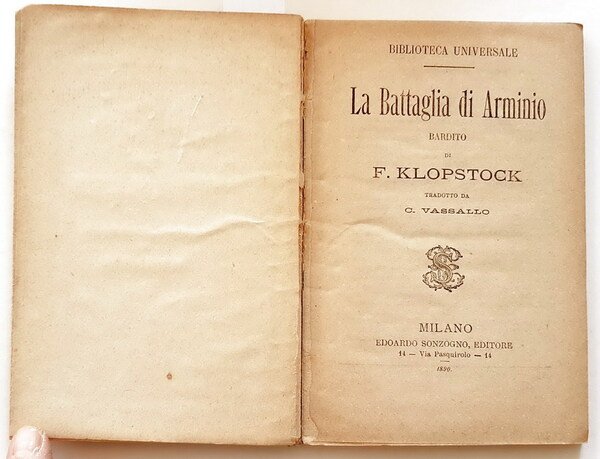 BIBLIOTECA UNIVERSALE
La Battaglia di Arminio
BARDITO
DI
F. KLOPSTOCK
TRADOTTO DA
C. VASSALLO
MILANO
EDOARDO SONZOGNO, EDITORE
14 — Via Pasquirolo — 14
1890.